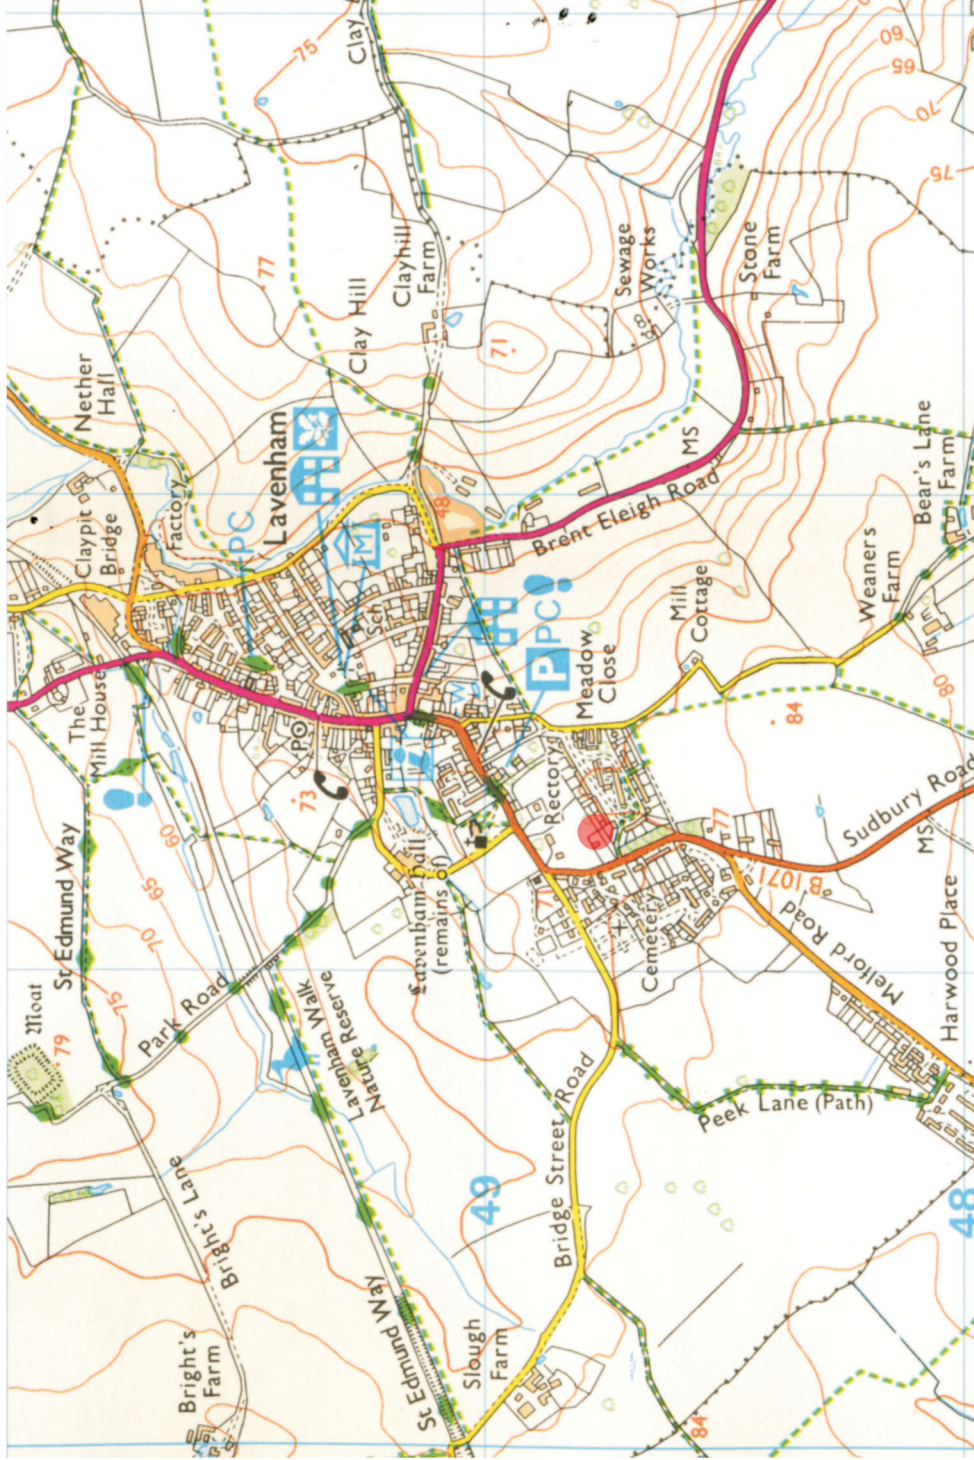 Moat
79
St Edmund Way
The
Mill House
Claypit
Bridge
Nether
Hall
75
70
65
60
Park Road
Bright's
Farm
Bright's Lane
Factory
PC
Lavenham
77
75
73
PO
Lavenham Walk
Nature Reserve
M
Sch
Clay Hill
Clay
Clayhill
Farm
St Edmund Way
i
Lavenham Hall
(remains of)
48
W
49
Slough
Farm
71
P
PC
Rectory
71
Brent Eleigh Road
Bridge Street Road
Meadow
Close
Sewage
Works
Cemetery
Mill
Cottage
MS
84
77
Peek Lane (Path)
Stone
Farm
84
B 1071
Melford Road
Sudbury Road
Weaners
Farm
60
65
70
75
80
MS
Bear's Lane
Farm
Harwood Place
48